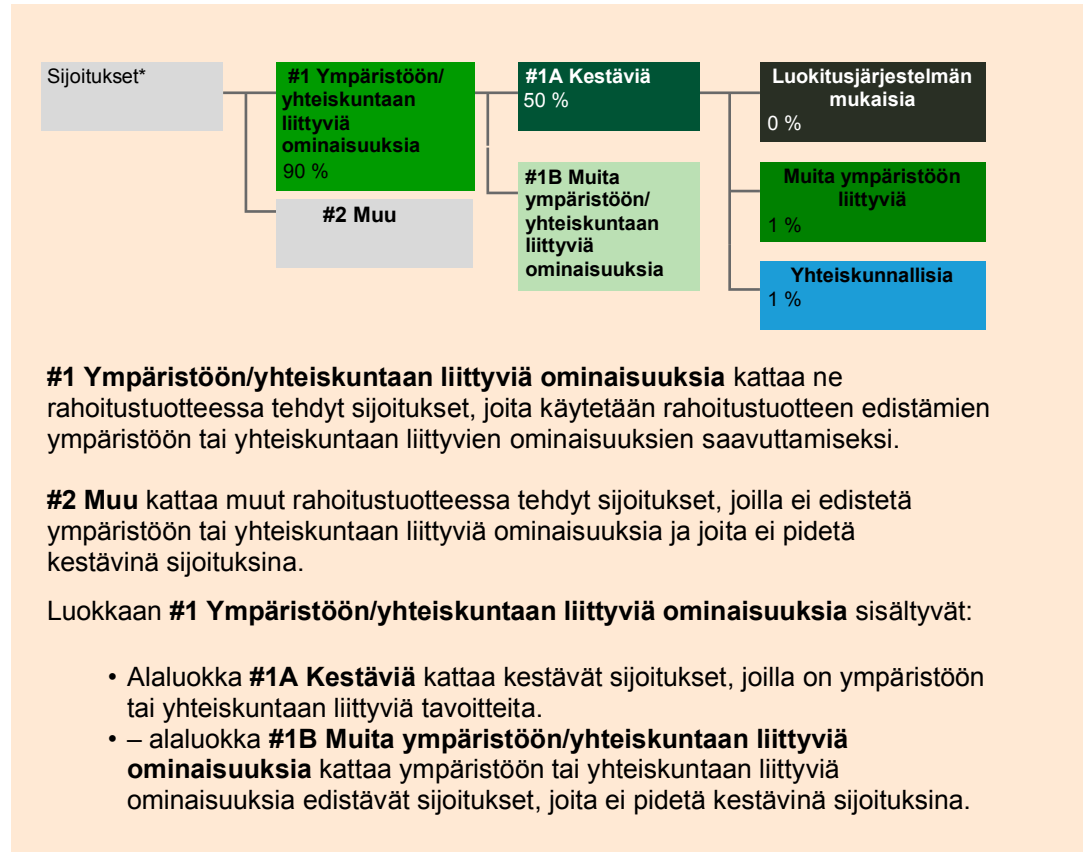 Sijoitukset*
#1 Ympäristöön/
yhteiskuntaan
liittyviä
ominaisuuksia
90 %
#2 Muu
#1A Kestäviä
50 %
#1B Muita
ympäristöön/
yhteiskuntaan
liittyviä
ominaisuuksia
Luokitusjärjestelmän
mukaisia
0 %
Muita ympäristöön
liittyviä
1 %
Yhteiskunnallisia
1 %
#1 Ympäristöön/yhteiskuntaan liittyviä ominaisuuksia kattaa ne
rahoitustuotteessa tehdyt sijoitukset, joita käytetään rahoitustuotteen edistämien
ympäristöön tai yhteiskuntaan liittyvien ominaisuuksien saavuttamiseksi.
#2 Muu kattaa muut rahoitustuotteessa tehdyt sijoitukset, joilla ei edistetä
ympäristöön tai yhteiskuntaan liittyviä ominaisuuksia ja joita ei pidetä
kestävinä sijoituksina.
Luokkaan #1 Ympäristöön/yhteiskuntaan liittyviä ominaisuuksia sisältyvät:
• Alaluokka #1A Kestäviä kattaa kestävät sijoitukset, joilla on ympäristöön
tai yhteiskuntaan liittyviä tavoitteita.
• – alaluokka #1B Muita ympäristöön/yhteiskuntaan liittyviä
ominaisuuksia kattaa ympäristöön tai yhteiskuntaan liittyviä
ominaisuuksia edistävät sijoitukset, joita ei pidetä kestävinä sijoituksina.